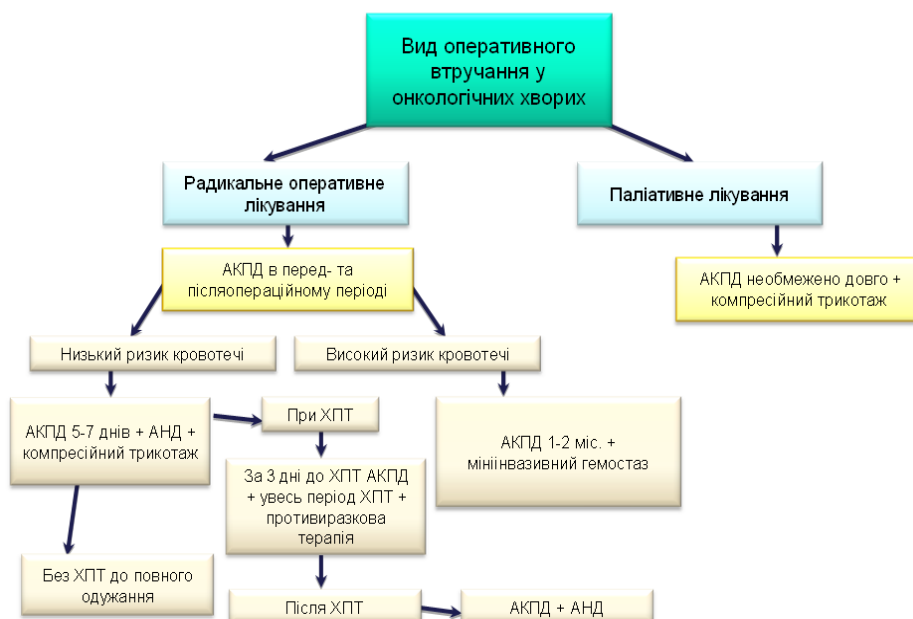 Вид оперативного
втручання у
онкологічних хворих
Радикальне оперативне
лікування
Паліативне лікування
АКПД в перед- та
післяопераційному періоді
АКПД необмежено довго +
компресійний трикотаж
Низький ризик кровотечі
Високий ризик кровотечі
АКПД 5-7 днів + АНД +
компресійний трикотаж
При ХПТ
АКПД 1-2 міс. +
мініінвазивний гемостаз
За 3 дні до ХПТ АКПД
+ увесь період ХПТ +
противиразкова
терапія
Без ХПТ до повного
одужання
Після ХПТ
АКПД + АНД